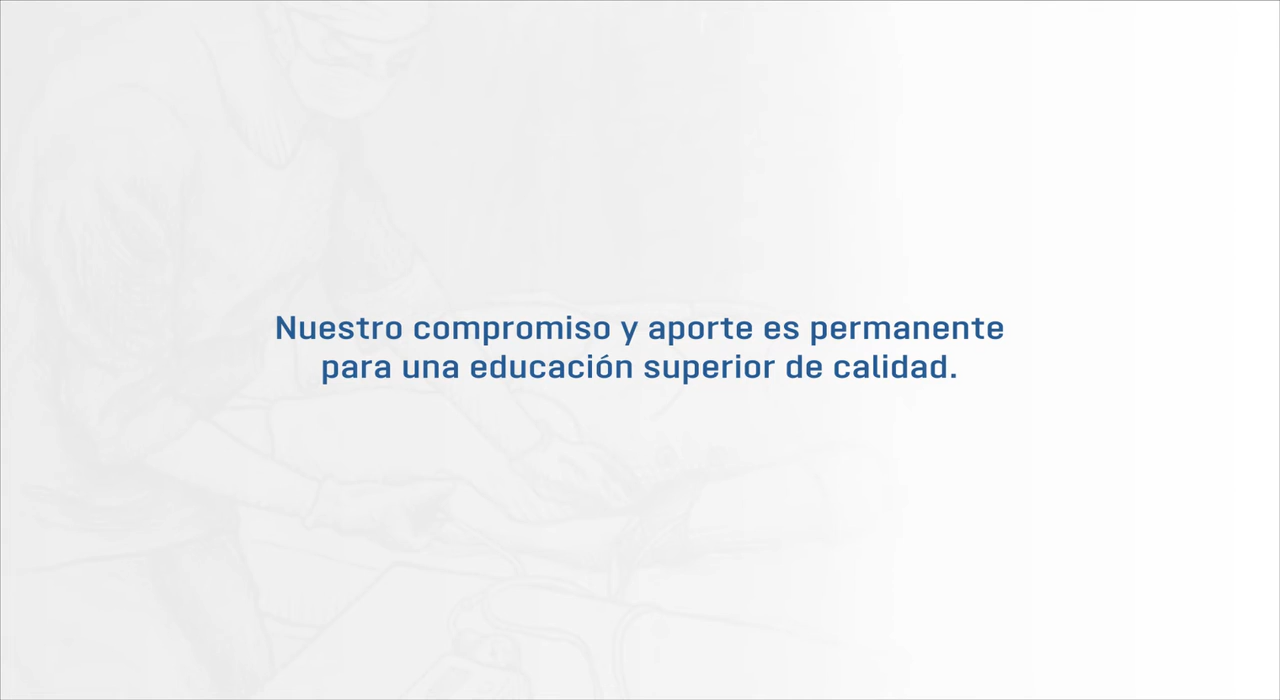 Nuestro compromiso y aporte es permanente
para una educación superior de calidad.